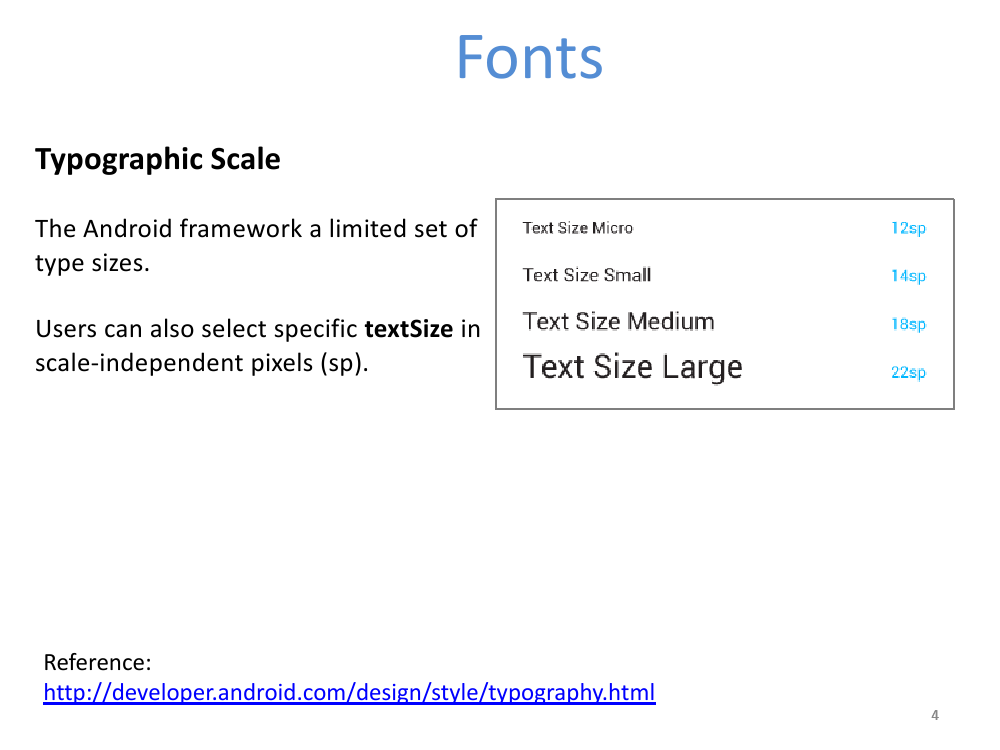 Fonts
Typographic Scale
The Android framework a limited set of
type sizes.
Users can also select specific textSize in
scale-independent pixels (sp).
Text Size Micro 12sp
Text Size Small 14sp
Text Size Medium 18sp
Text Size Large 22sp
Reference:
http://developer.android.com/design/style/typography.html
4